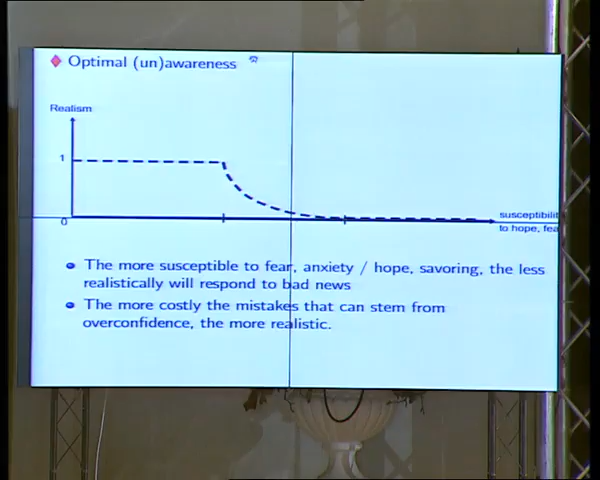 Optimal (un)awareness
Realism
1
0
susceptibilit
to hope, fea
The more susceptible to fear, anxiety / hope, savoring, the less
realistically will respond to bad news
The more costly the mistakes that can stem from
overconfidence, the more realistic.